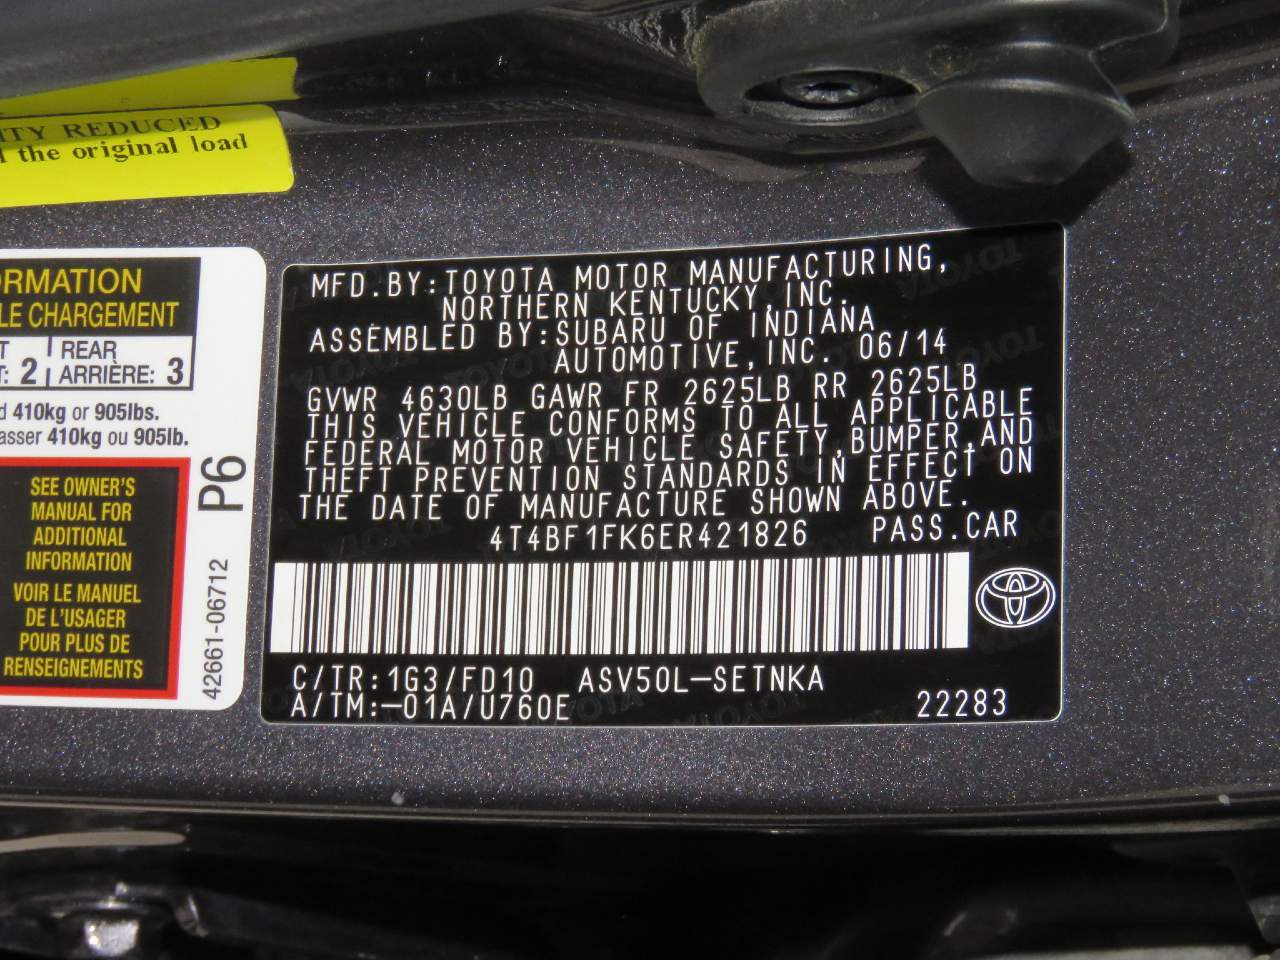 ITY REDUCED
the original load
ORMATION
LE CHARGEMENT
REAR
2 ARRIÈRE: 3
410kg or 905lbs.
asser 410kg ou 905lb.
SEE OWNER'S
MANUAL FOR
ADDITIONAL
INFORMATION
VOIR LE MANUEL
DE L'USAGER
POUR PLUS DE
RENSEIGNEMENTS
P6
42661-06712
MFD.BY:TOYOTA MOTOR MANUFACTURING,
NORTHERN KENTUCKY,INC.
ASSEMBLED BY:SUBARU OF INDIANA
AUTOMOTIVE,INC. 06/14
GVWR 4630LB GAWR FR 2625LB RR 2625LB
THIS VEHICLE CONFORMS TO ALL APPLICABLE
FEDERAL MOTOR VEHICLE SAFETY,BUMPER,AND
THEFT PREVENTION STANDARDS IN EFFECT ON
THE DATE OF MANUFACTURE SHOWN ABOVE.
4T4BF1FK6ER421826 PASS.CAR
C/TR:1G3/FD10 ASV50L-SETNKA
A/TM:-01A/U760E 22283